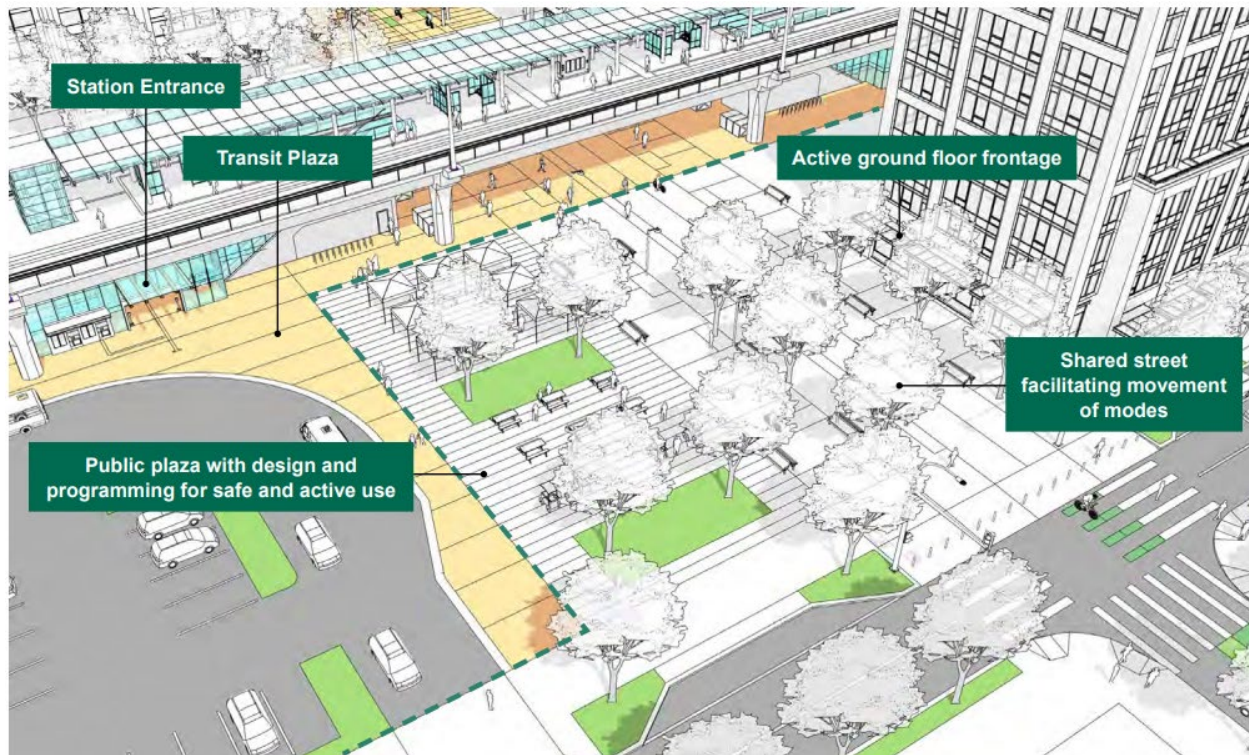 Station Entrance
Transit Plaza
Active ground floor frontage
Shared street
facilitating movement
of modes
Public plaza with design and
programming for safe and active use